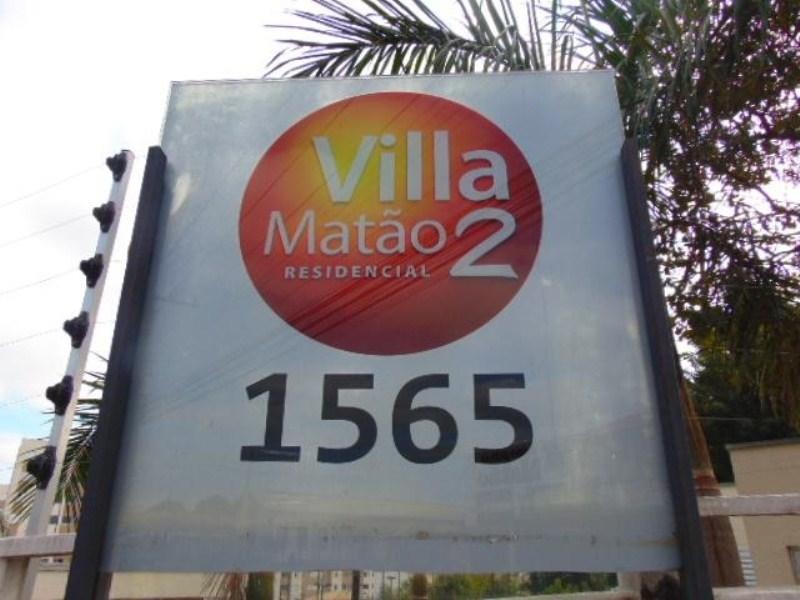 Villa
Matão 2
RESIDENCIAL
1565